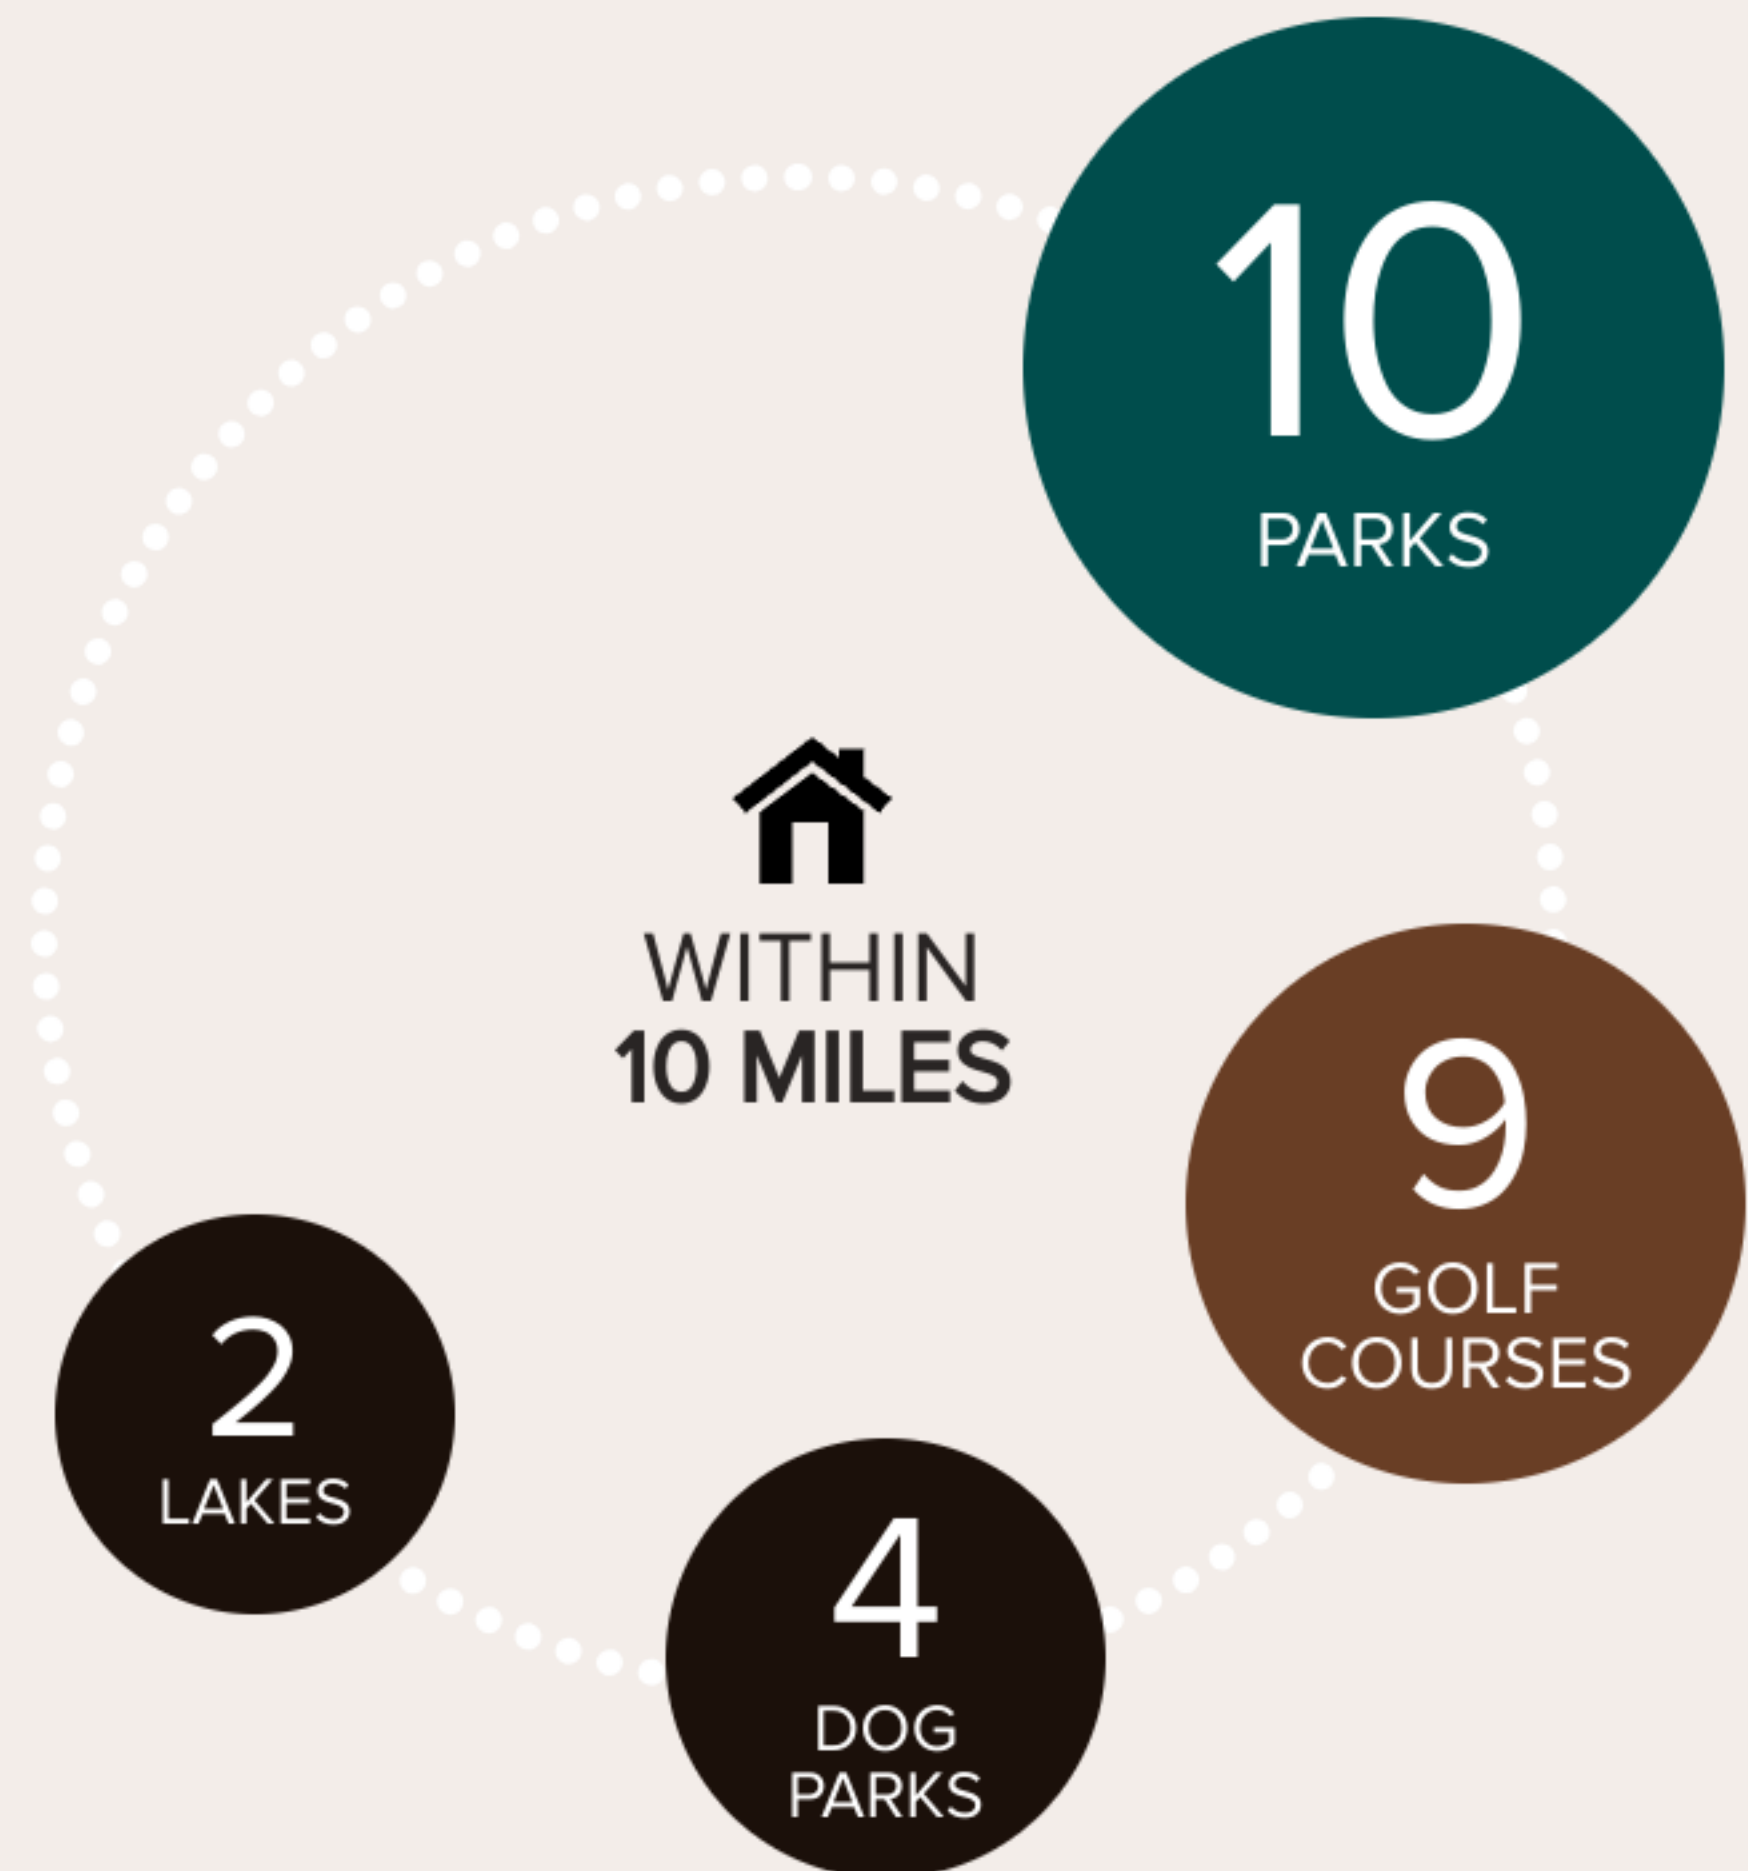 10
PARKS
WITHIN
10 MILES
9
GOLF
COURSES
2
LAKES
4
DOG
PARKS